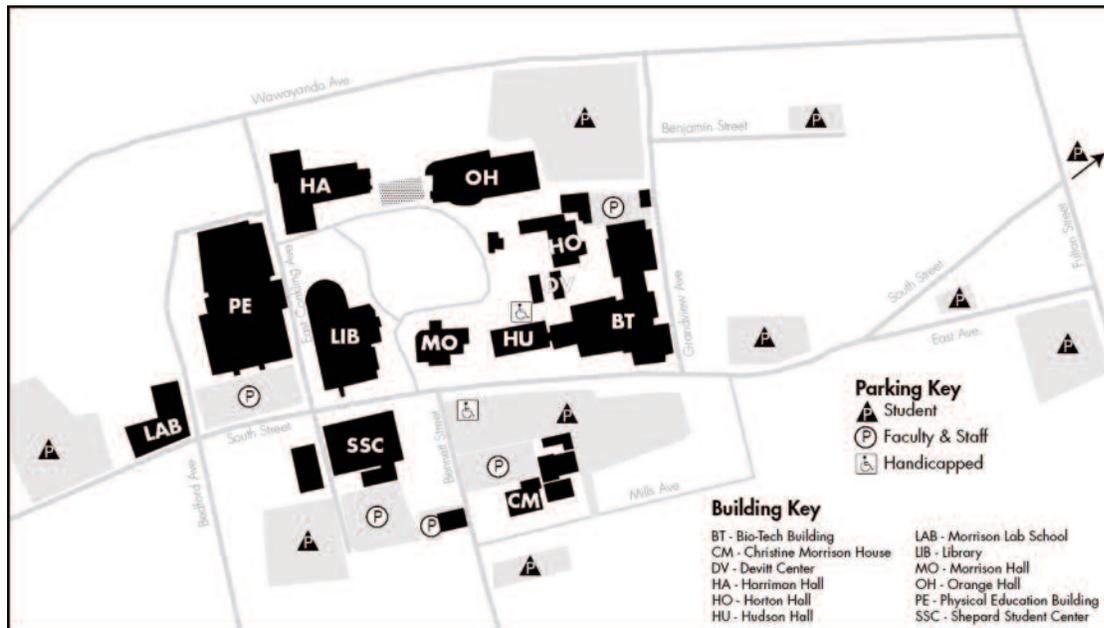 Wawayanda Ave.
P
Benjamin Street
P
P
HA
OH
P
HO
South Street
Fulton Street
PE
East Conkling Ave
DV
Grandview Ave
P
LIB
MO
HU
BT
P
East Ave.
P
P
Parking Key
P Student
P Faculty & Staff
Handicapped
LAB
South Street
SSC
Bennett Street
P
P
P
Bedford Ave
CM
Mills Ave
P
P
P
P
Building Key
BT - Bio-Tech Building
CM - Christine Morrison House
DV - Devitt Center
HA - Harriman Hall
HO - Horton Hall
HU - Hudson Hall
LAB - Morrison Lab School
LIB - Library
MO - Morrison Hall
OH - Orange Hall
PE - Physical Education Building
SSC - Shepard Student Center